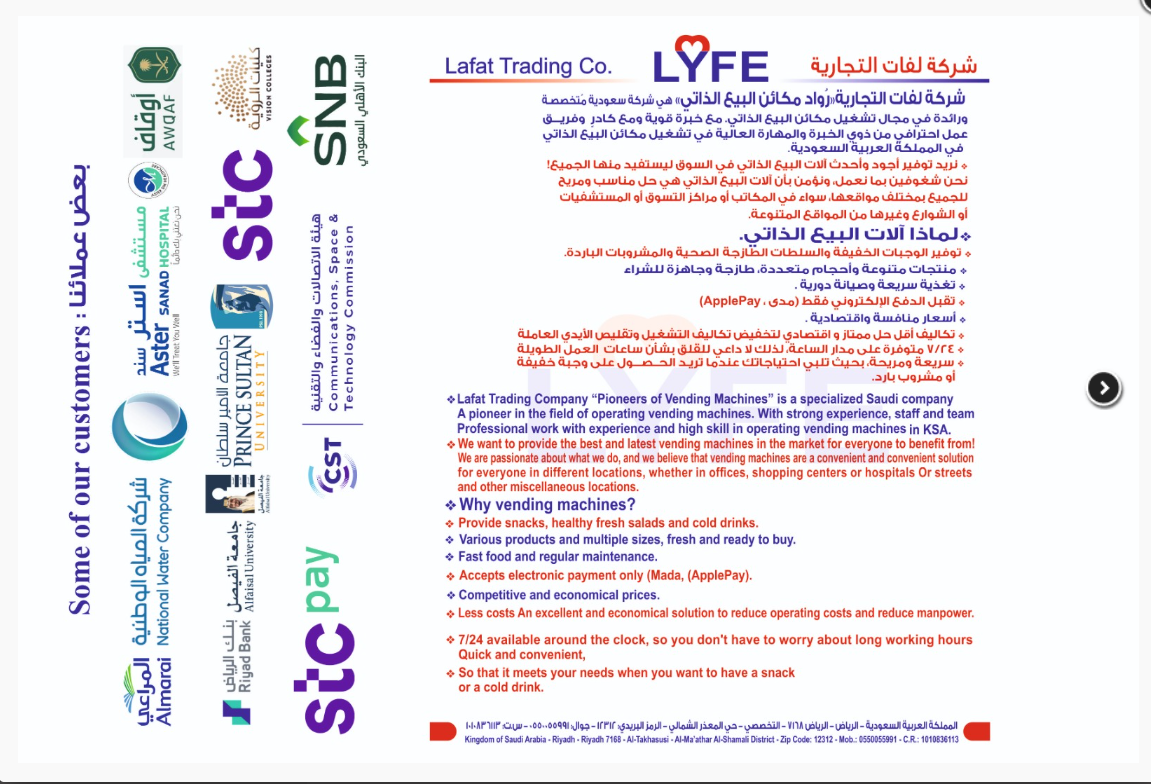 Lafat Trading Co.
LYFE
شركة لفات التجارية
شركة لفات التجارية «رُواد مكائن البيع الذاتي» هي شركة سعودية مُتخصصة
ورائدة في مجال تشغيل مكائن البيع الذاتي. مع خبرة قوية ومع كادر وفريـــق
عمل احترافي من ذوي الخبرة والمهارة العالية في تشغيل مكائن البيع الذاتي
في المملكة العربية السعودية.
❖ نريد توفير أجود وأحدث آلات البيع الذاتي في السوق ليستفيد منها الجميع!
نحن شغوفين بما نعمل، ونؤمن بأن آلات البيع الذاتي هي حل مناسب ومريح
للجميع بمختلف مواقعها، سواء في المكاتب أو مراكز التسوق أو المستشفيات
أو الشوارع وغيرها من المواقع المتنوعة.
❖ لماذا آلات البيع الذاتي.
❖ توفير الوجبات الخفيفة والسلطات الطازجة الصحية والمشروبات الباردة.
❖ منتجات متنوعة وأحجام متعددة، طازجة وجاهزة للشراء
❖ تغذية سريعة وصيانة دورية .
❖ تقبل الدفع الإلكتروني فقط (مدى ، ApplePay)
❖ أسعار منافسة واقتصادية .
❖ تكاليف أقل حل ممتاز و اقتصادي لتخفيض تكاليف التشغيل وتقليص الأيدي العاملة
❖ ٧/٢٤ متوفرة على مدار الساعة، لذلك لا داعي للقلق بشأن ساعات العمل الطويلة
❖ سريعة ومريحة، بحيث تلبي احتياجاتك عندما تريد الحـصــول على وجبة خفيفة
أو مشروب بارد.
❖ Lafat Trading Company “Pioneers of Vending Machines” is a specialized Saudi company
A pioneer in the field of operating vending machines. With strong experience, staff and team
Professional work with experience and high skill in operating vending machines in KSA.
❖ We want to provide the best and latest vending machines in the market for everyone to benefit from!
We are passionate about what we do, and we believe that vending machines are a convenient and convenient solution
for everyone in different locations, whether in offices, shopping centers or hospitals Or streets
and other miscellaneous locations.
❖ Why vending machines?
❖ Provide snacks, healthy fresh salads and cold drinks.
❖ Various products and multiple sizes, fresh and ready to buy.
❖ Fast food and regular maintenance.
❖ Accepts electronic payment only (Mada, (ApplePay).
❖ Competitive and economical prices.
❖ Less costs An excellent and economical solution to reduce operating costs and reduce manpower.
❖ 7/24 available around the clock, so you don't have to worry about long working hours
Quick and convenient,
❖ So that it meets your needs when you want to have a snack
or a cold drink.
المملكة العربية السعودية – الرياض – الرياض ٧١٦٨ – التخصصي – حي المعذر الشمالي – الرمز البريدي: ١٢٣١٢ – جوال: ٠٥٥٠٠٥٥٩٩١ – س.ت: ١٠١٠٨٣٦١١٣
Kingdom of Saudi Arabia - Riyadh - Riyadh 7168 - Al-Takhasusi - Al-Ma'athar Al-Shamali District - Zip Code: 12312 - Mob.: 0550055991 - C.R.: 1010836113
Some of our customers : بعض عملائنا
المراعي
Almarai
شركة المياه الوطنية
National Water Company
أستر سند
Aster SANAD
We'll Treat You Well
مستشفى
HOSPITAL
أوقاف
AWQAF
بنك الرياض
Riyad Bank
جامعة الفيصل
Alfaisal University
جامعة الفيصل
Alfaisal University
جامعة الأمير سلطان
PRINCE SULTAN
UNIVERSITY
stc
كليات الرؤية
VISION COLLEGES
stc pay
CST
هيئة الاتصالات والفضاء والتقنية
Communications, Space &
Technology Commission
SNB
البنك الأهلي السعودي